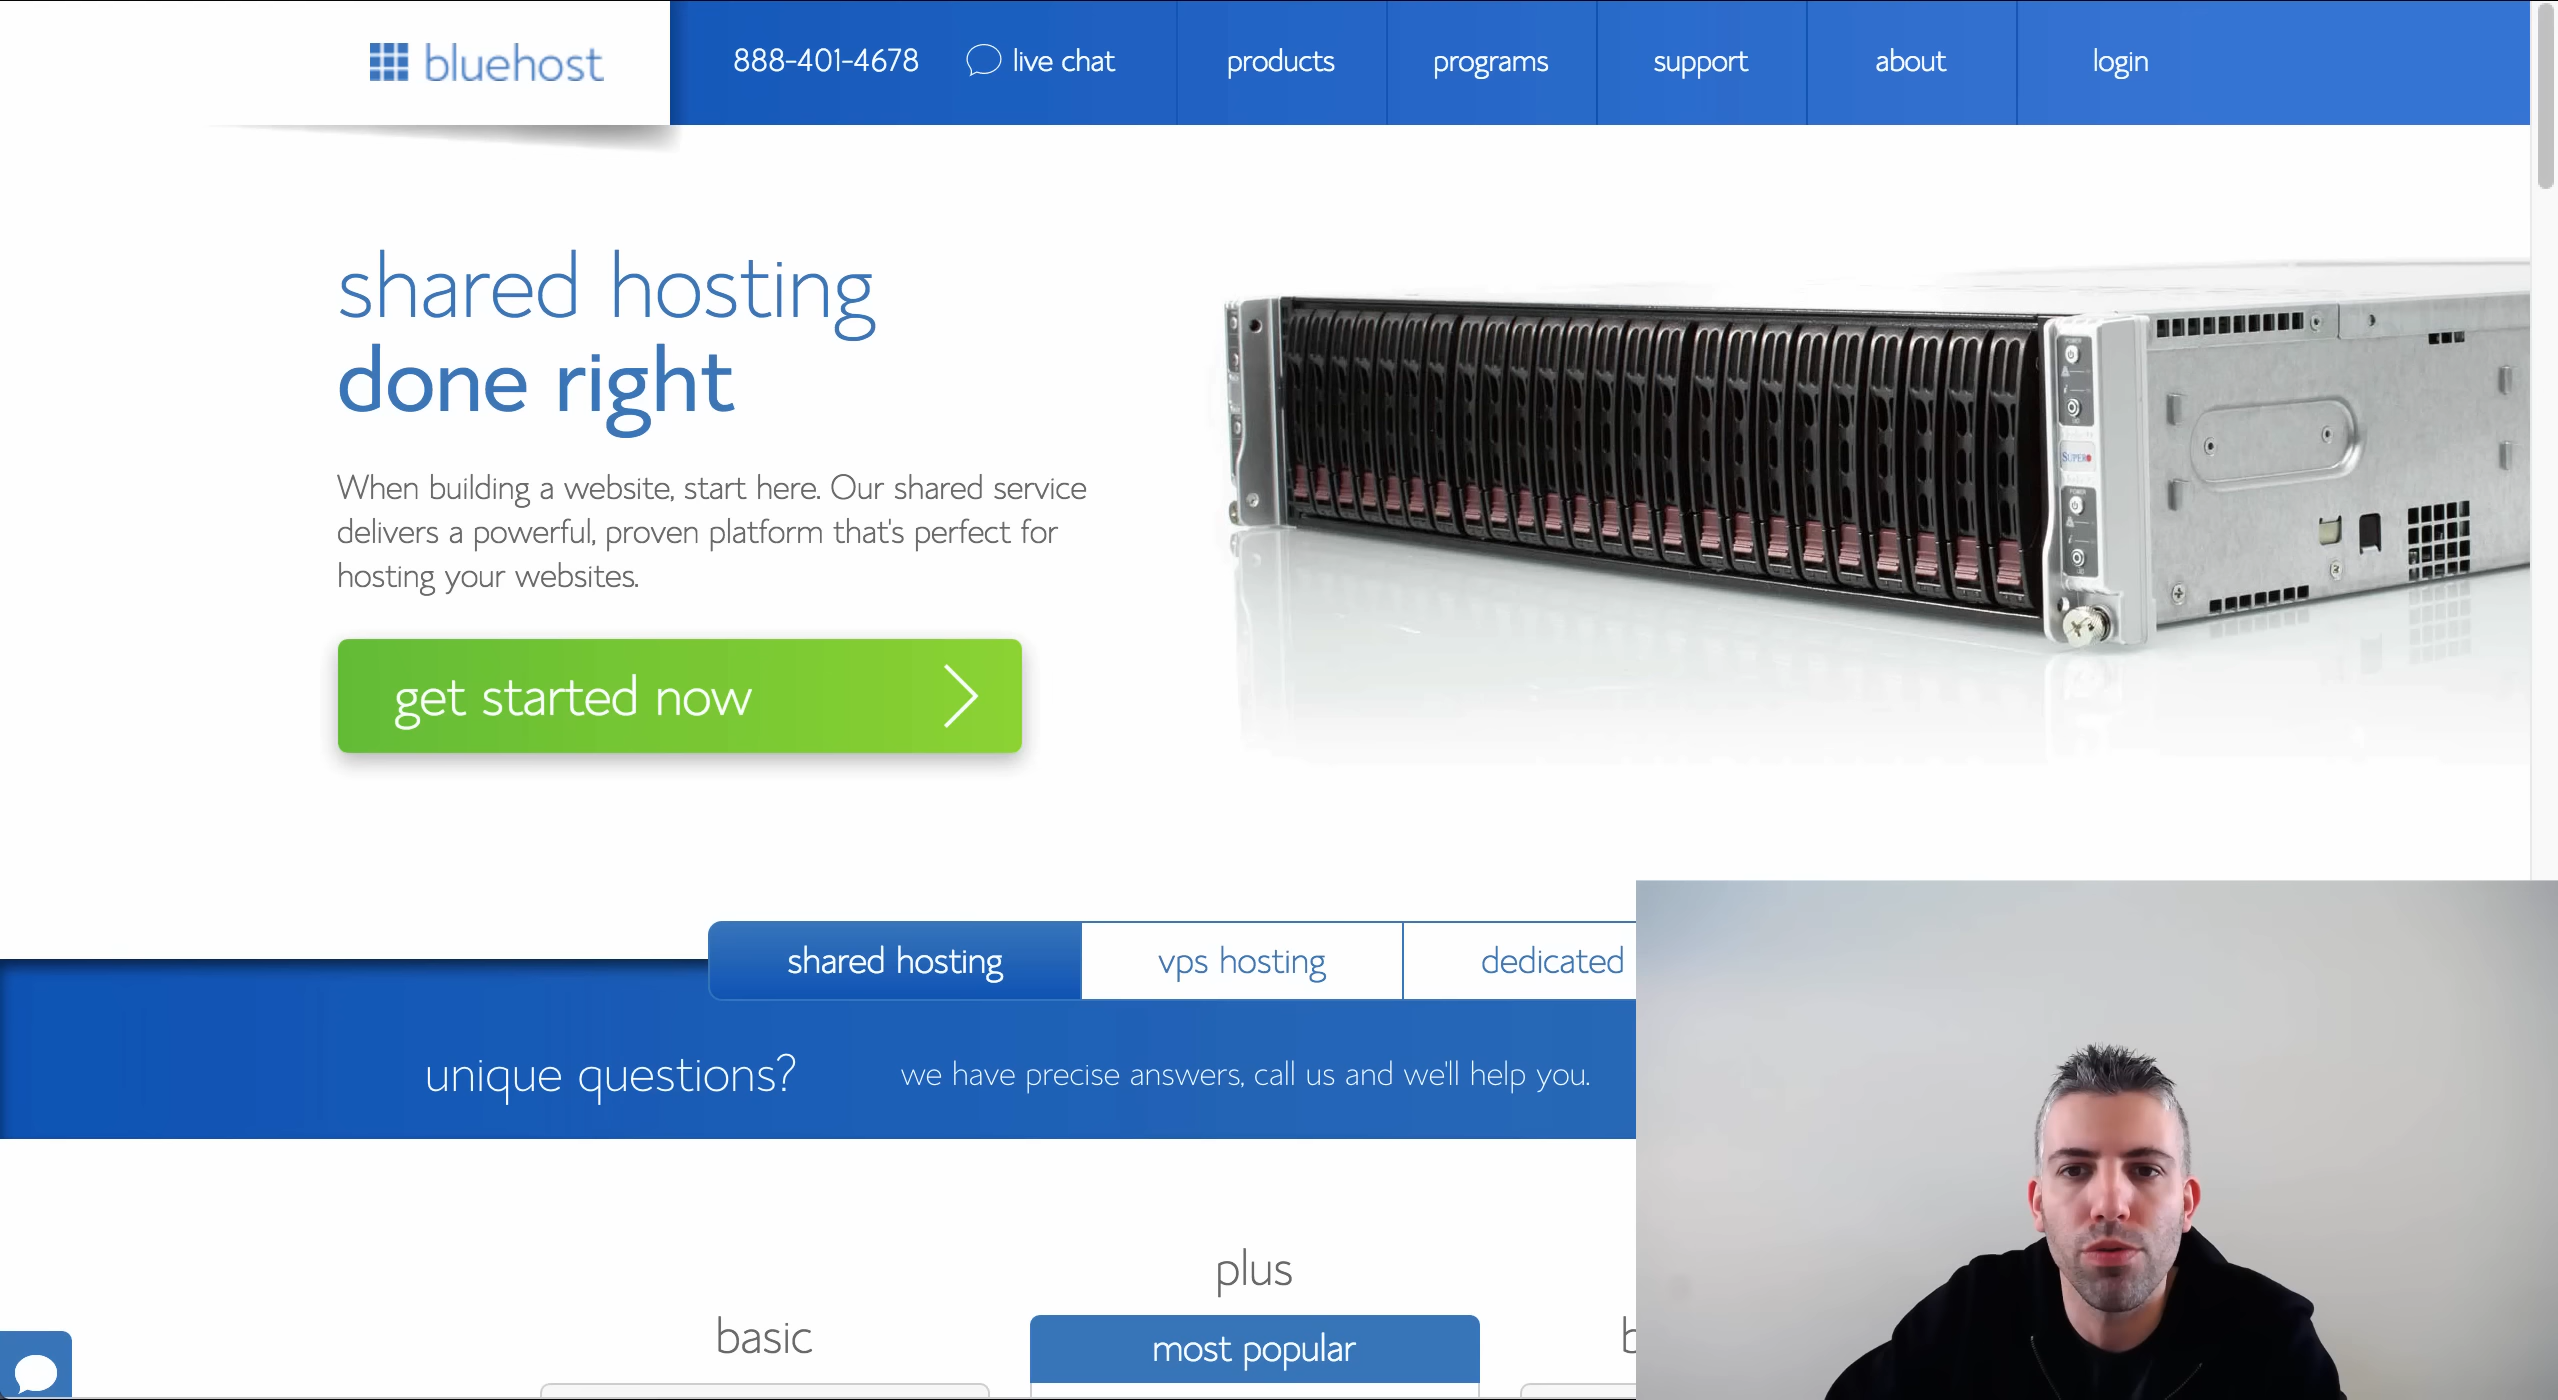 bluehost
888-401-4678
live chat
products
programs
support
about
login
shared hosting
done right
When building a website, start here. Our shared service
delivers a powerful, proven platform that's perfect for
hosting your websites.
get started now
SUPER
shared hosting
vps hosting
dedicated
unique questions?
we have precise answers, call us and we'll help you.
plus
basic
most popular